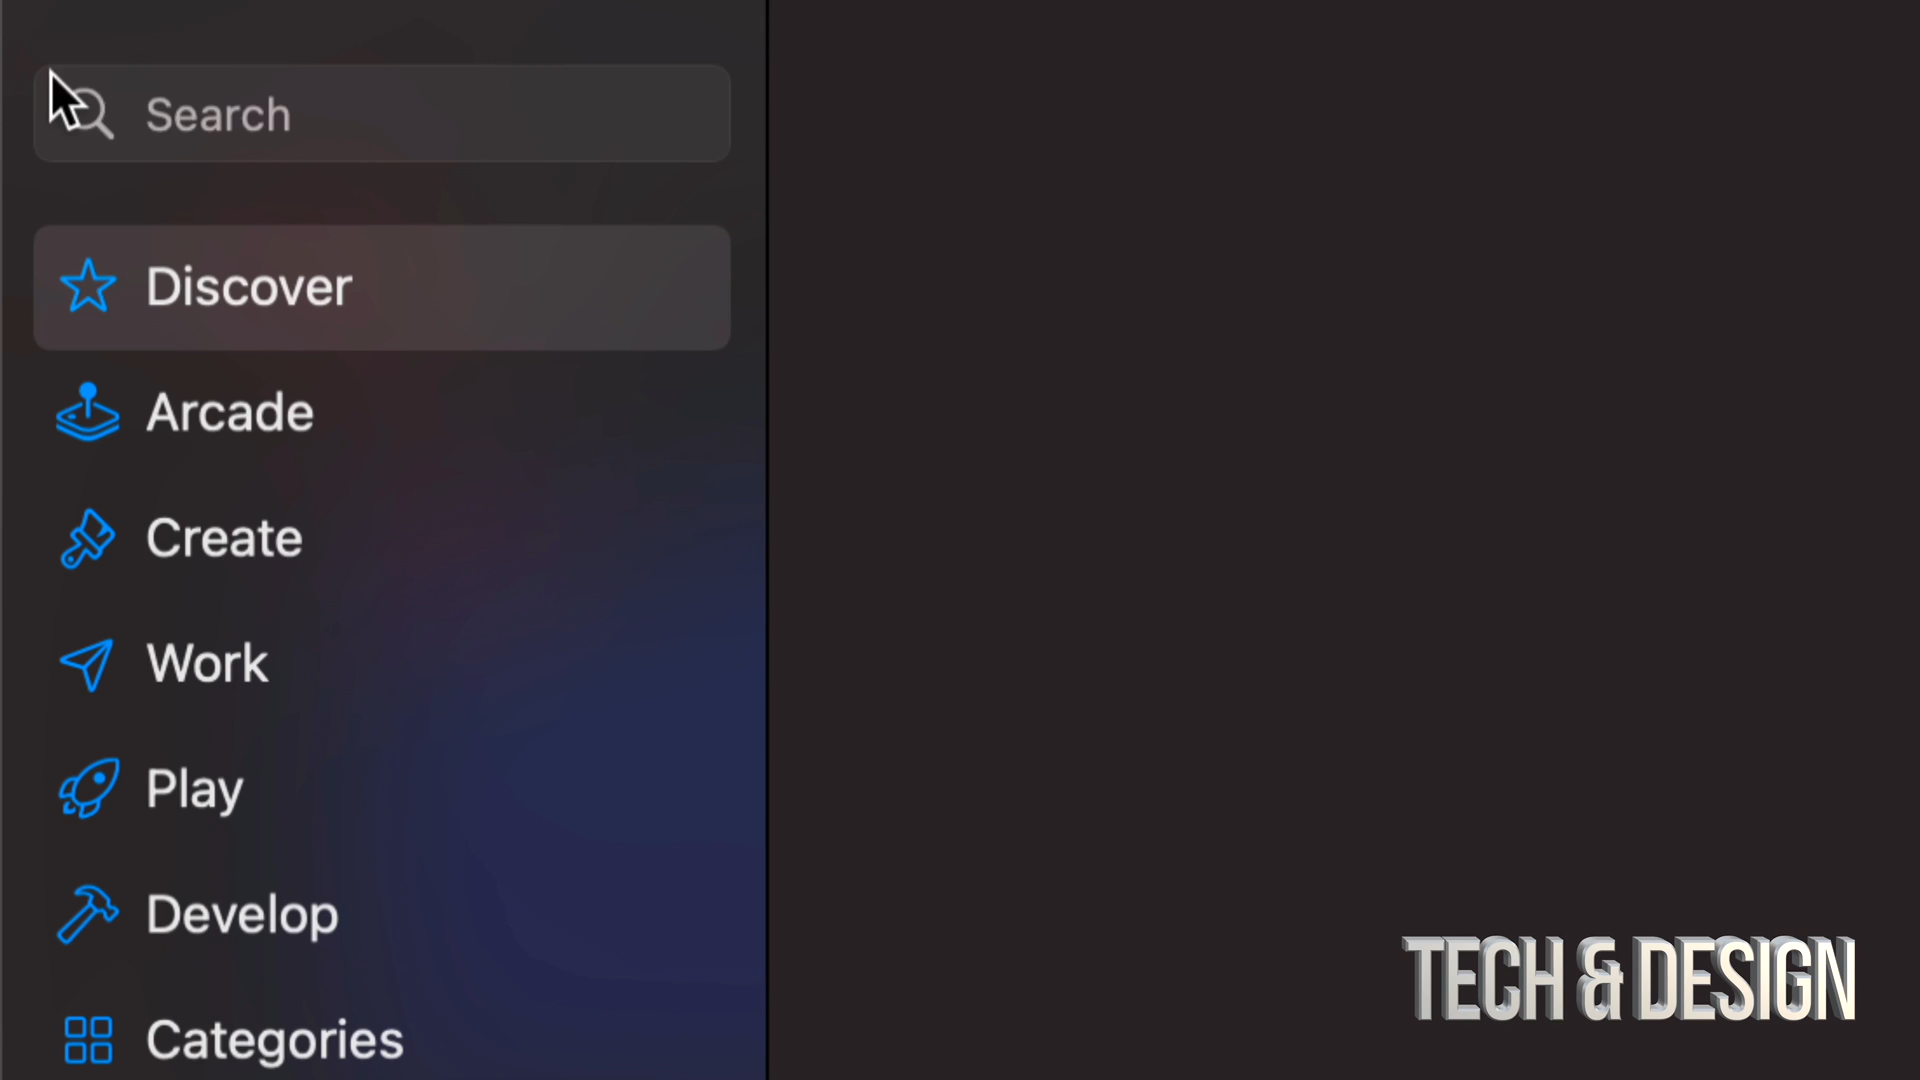 Search
Discover
Arcade
Create
Work
Play
Develop
Categories
TECH & DESIGN